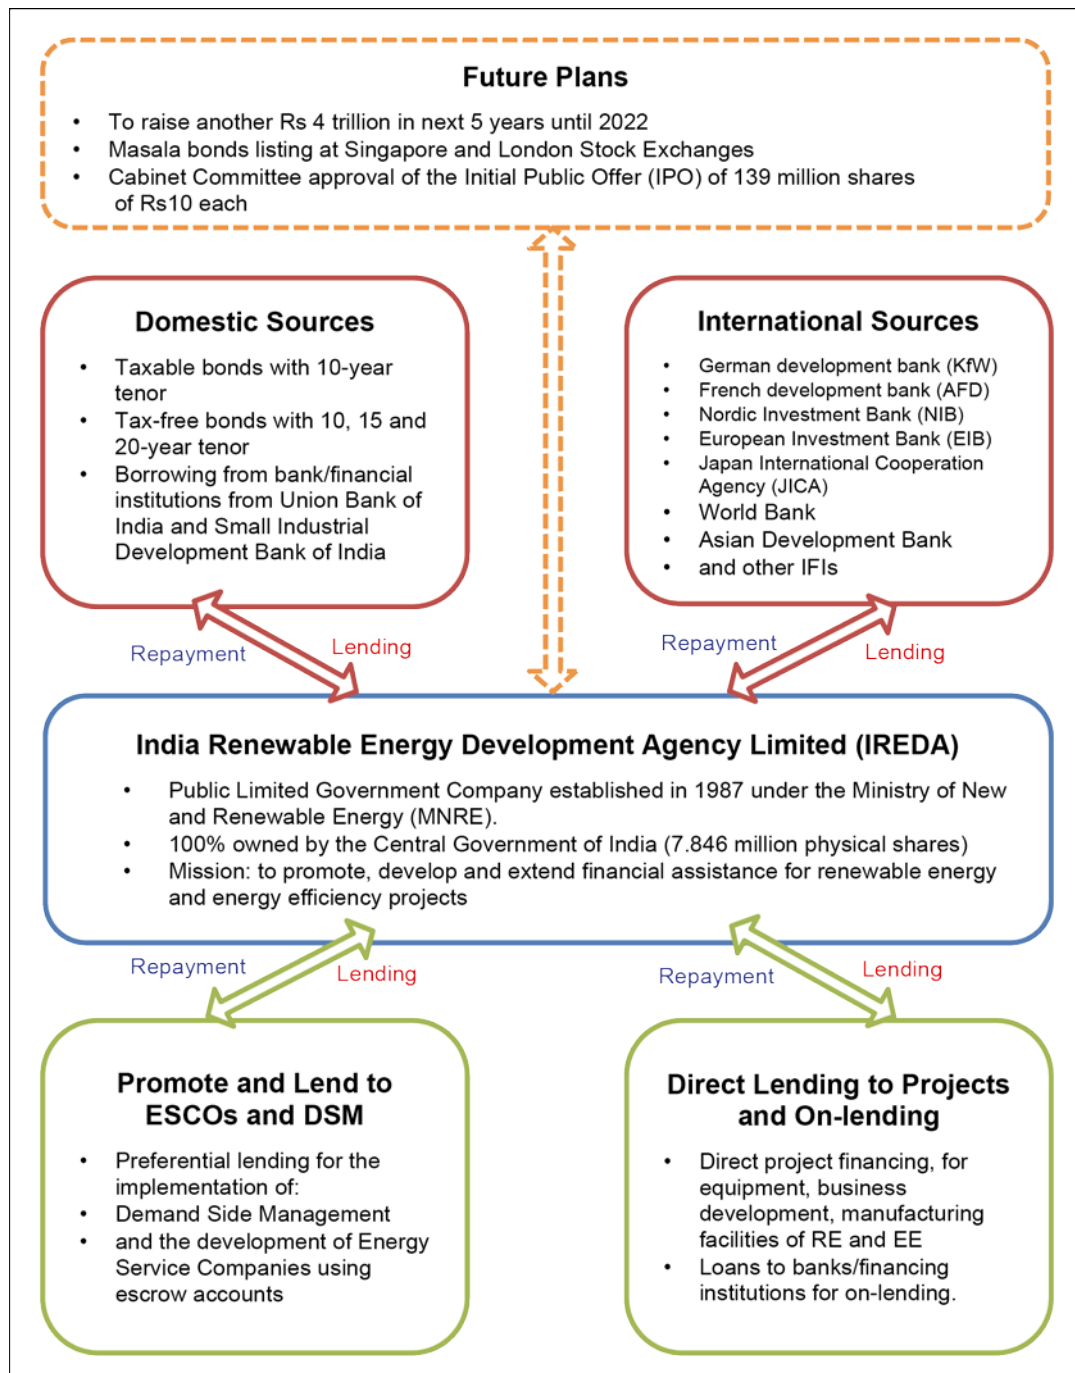 Future Plans
• To raise another Rs 4 trillion in next 5 years until 2022
• Masala bonds listing at Singapore and London Stock Exchanges
• Cabinet Committee approval of the Initial Public Offer (IPO) of 139 million shares
of Rs10 each
Domestic Sources
• Taxable bonds with 10-year
tenor
• Tax-free bonds with 10, 15 and
20-year tenor
• Borrowing from bank/financial
institutions from Union Bank of
India and Small Industrial
Development Bank of India
International Sources
• German development bank (KfW)
• French development bank (AFD)
• Nordic Investment Bank (NIB)
• European Investment Bank (EIB)
• Japan International Cooperation
Agency (JICA)
• World Bank
• Asian Development Bank
• and other IFIs
Repayment
Lending
Repayment
Lending
India Renewable Energy Development Agency Limited (IREDA)
• Public Limited Government Company established in 1987 under the Ministry of New
and Renewable Energy (MNRE).
• 100% owned by the Central Government of India (7.846 million physical shares)
• Mission: to promote, develop and extend financial assistance for renewable energy
and energy efficiency projects
Repayment
Lending
Repayment
Lending
Promote and Lend to
ESCOs and DSM
• Preferential lending for the
implementation of:
• Demand Side Management
• and the development of Energy
Service Companies using
escrow accounts
Direct Lending to Projects
and On-lending
• Direct project financing, for
equipment, business
development, manufacturing
facilities of RE and EE
• Loans to banks/financing
institutions for on-lending.